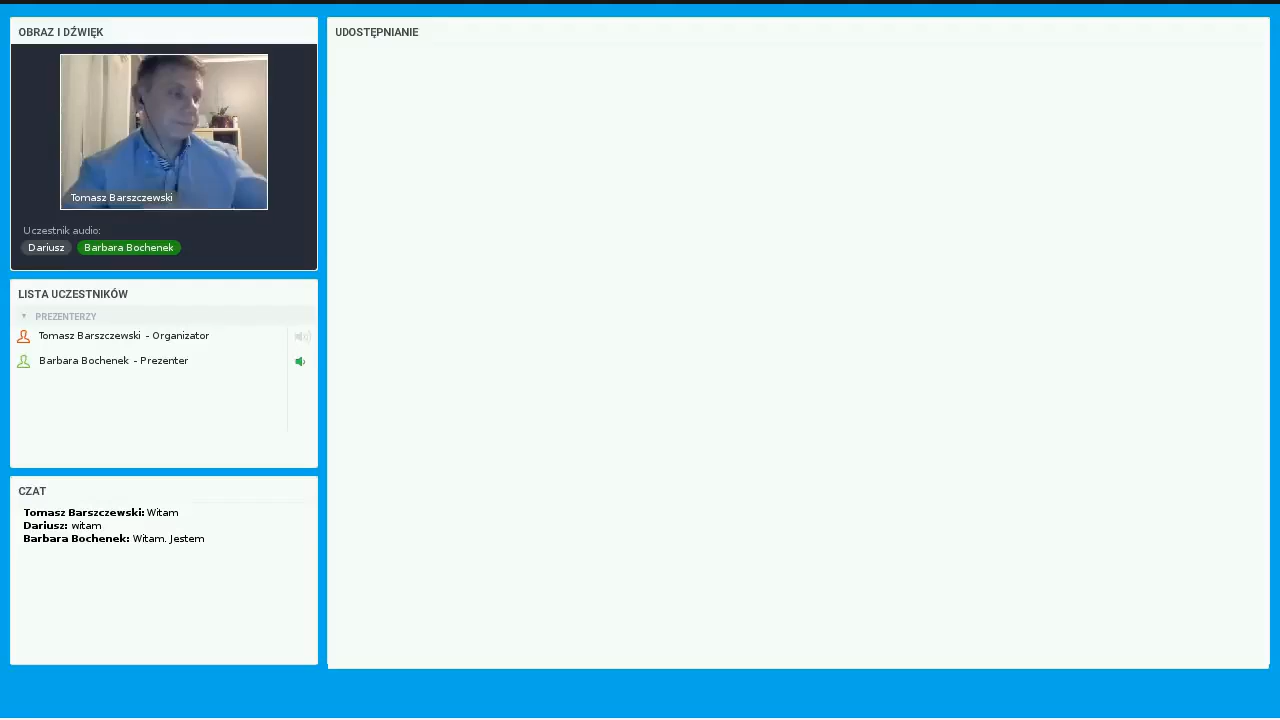 OBRAZ I DŹWIĘK
Tomasz Barszczewski
Uczestnik audio:
Dariusz Barbara Bochenek
LISTA UCZESTNIKÓW
PREZENTERZY
Tomasz Barszczewski - Organizator
Barbara Bochenek - Prezenter
CZAT
Tomasz Barszczewski: Witam
Dariusz: witam
Barbara Bochenek: Witam. Jestem
UDOSTĘPNIANIE